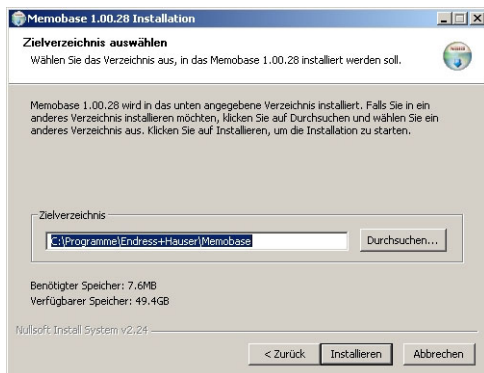 Memobase 1.00.28 Installation
Zielverzeichnis auswählen
Wählen Sie das Verzeichnis aus, in das Memobase 1.00.28 installiert werden soll.
Memobase 1.00.28 wird in das unten angegebene Verzeichnis installiert. Falls Sie in ein
anderes Verzeichnis installieren möchten, klicken Sie auf Durchsuchen und wählen Sie ein
anderes Verzeichnis aus. Klicken Sie auf Installieren, um die Installation zu starten.
Zielverzeichnis
C:\Programme\Endress+Hauser\Memobase
Durchsuchen...
Benötigter Speicher: 7.6MB
Verfügbarer Speicher: 49.4GB
Nullsoft Install System v2.24
< Zurück
Installieren
Abbrechen